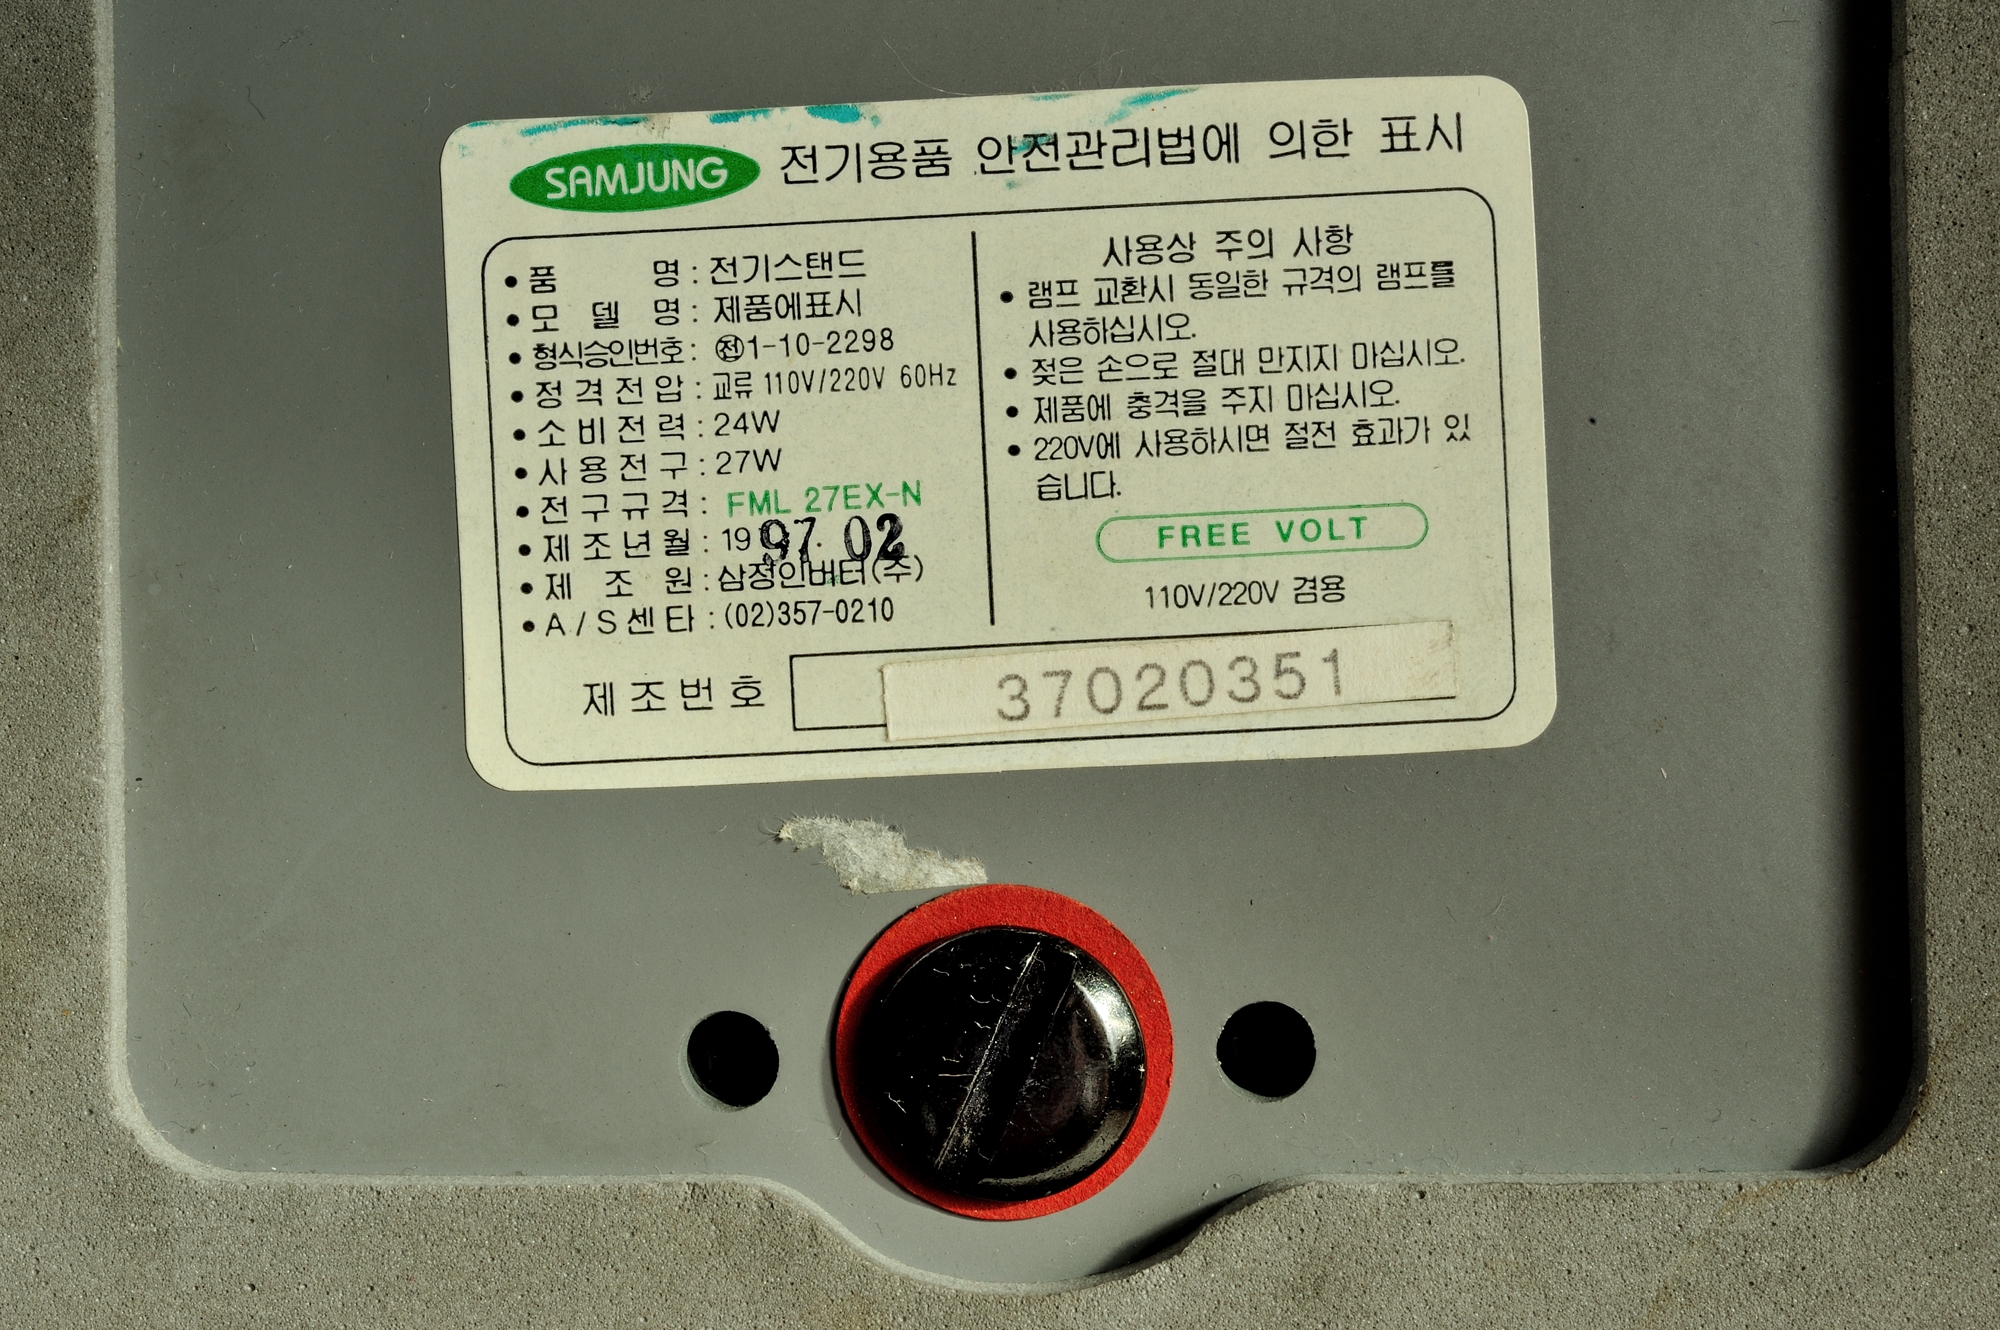 SAMJUNG 전기용품 안전관리법에 의한 표시
• 품 명 : 전기스탠드
• 모 델 명 : 제품에표시
• 형식승인번호 : ㉠1-10-2298
• 정 격 전 압 : 교류 110V/220V 60Hz
• 소 비 전 력 : 24W
• 사 용 전 구 : 27W
• 전 구 규 격 : FML 27EX-N
• 제 조 년 월 : 1997. 02
• 제 조 원 : 삼정인버터(주)
• A / S 센 타 : (02)357-0210
사용상 주의 사항
• 램프 교환시 동일한 규격의 램프를
사용하십시오.
• 젖은 손으로 절대 만지지 마십시오.
• 제품에 충격을 주지 마십시오.
• 220V에 사용하시면 절전 효과가 있
습니다.
FREE VOLT
110V/220V 겸용
제 조 번 호 37020351